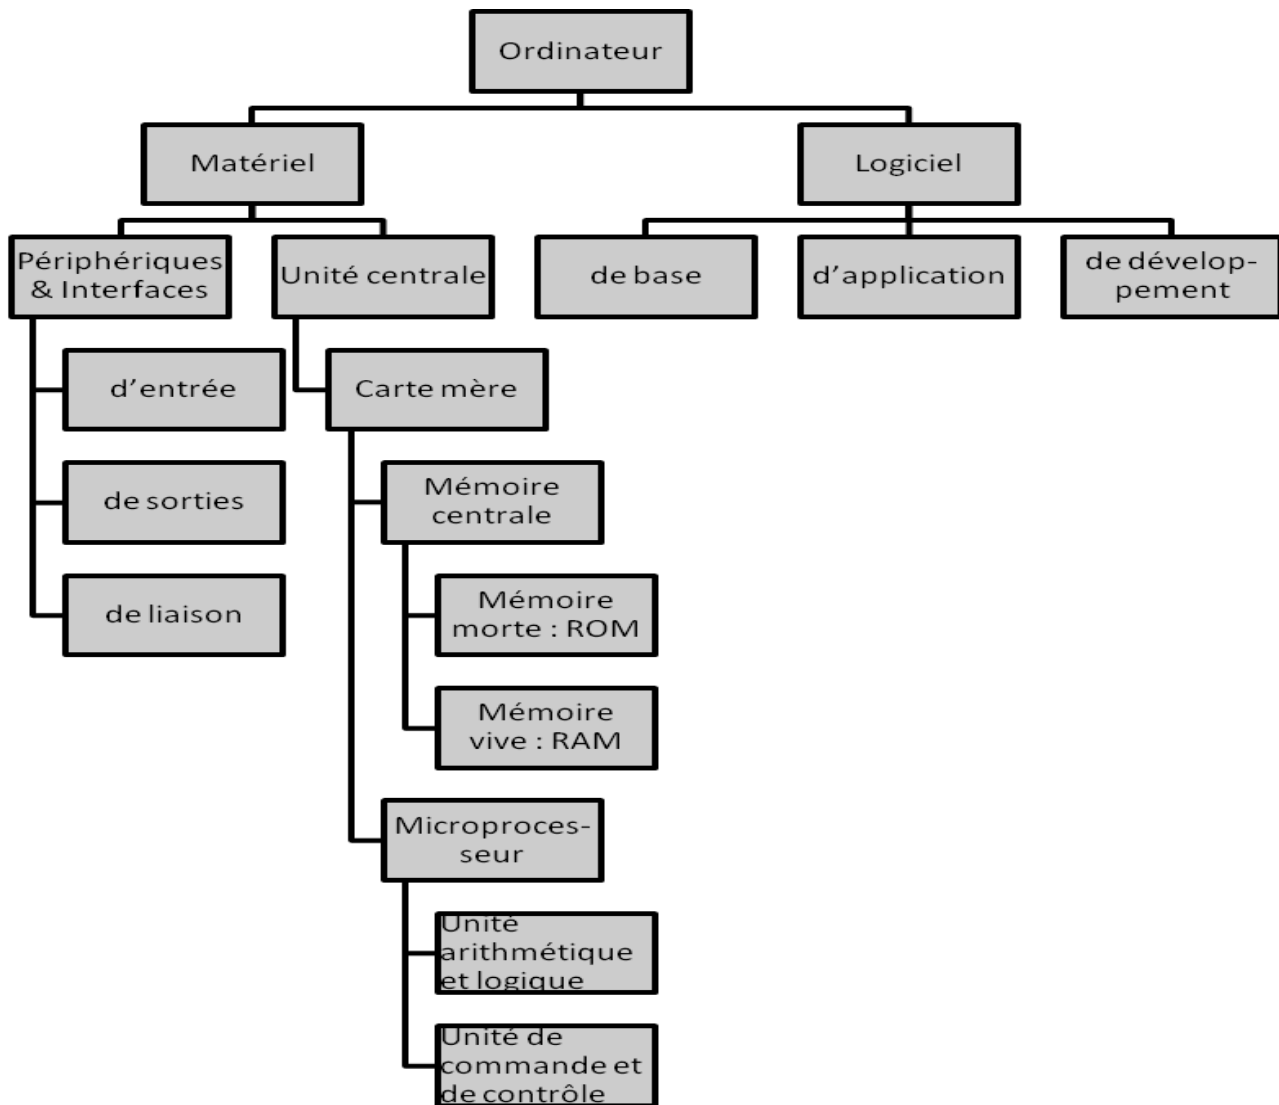 Ordinateur
Matériel
Logiciel
Périphériques
& Interfaces
Unité centrale
de base
d’application
de dévelop-
pement
d’entrée
Carte mère
de sorties
Mémoire
centrale
de liaison
Mémoire
morte : ROM
Mémoire
vive : RAM
Microproces-
seur
Unité
arithmétique
et logique
Unité de
commande et
de contrôle